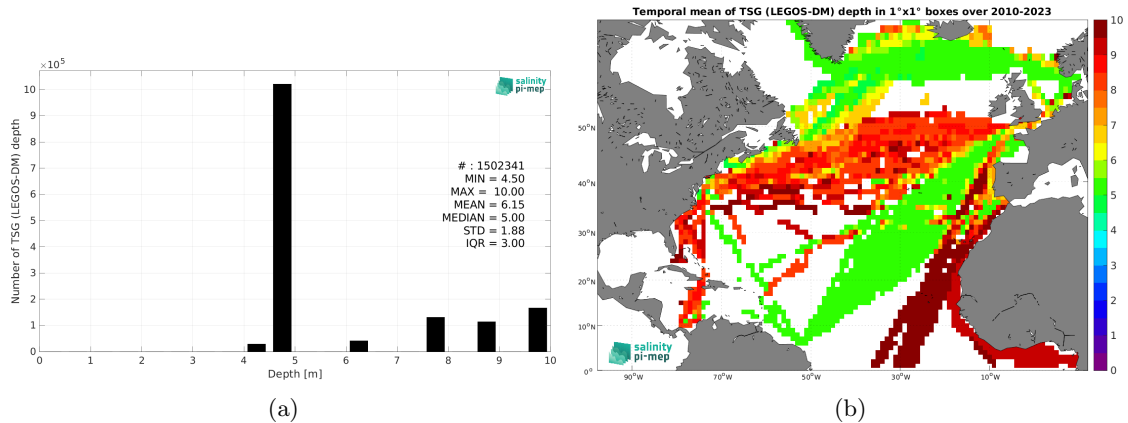 Temporal mean of TSG (LEGOS-DM) depth in 1°x1° boxes over 2010-2023
×10⁵
10
9
8
7
6
5
4
3
2
1
0
Number of TSG (LEGOS-DM) depth
salinity
pi-mep
# : 1502341
MIN = 4.50
MAX = 10.00
MEAN = 6.15
MEDIAN = 5.00
STD = 1.88
IQR = 3.00
0 1 2 3 4 5 6 7 8 9 10
Depth [m]
(a)
50°N
40°N
30°N
20°N
10°N
0°
90°W 70°W 50°W 30°W 10°W
salinity
pi-mep
10
9
8
7
6
5
4
3
2
1
0
(b)